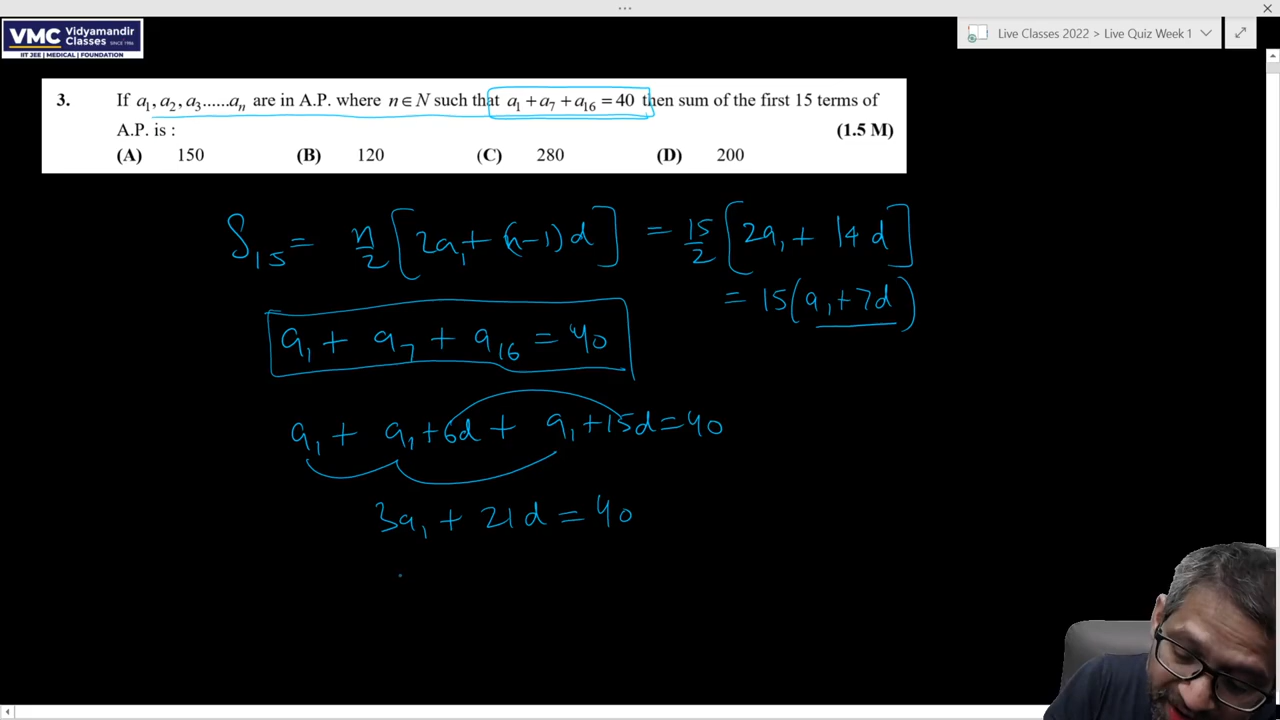 VMC Vidyamandir Classes SINCE 1986
IIT JEE | MEDICAL | FOUNDATION
Live Classes 2022 > Live Quiz Week 1
3. If a₁, a₂, a₃......aₙ are in A.P. where n ∈ N such that a₁ + a₇ + a₁₆ = 40 then sum of the first 15 terms of
A.P. is : (1.5 M)
(A) 150 (B) 120 (C) 280 (D) 200
S₁₅ = n/2 [2a₁ + (n-1)d] = 15/2 [2a₁ + 14d]
= 15(a₁+7d)
a₁ + a₇ + a₁₆ = 40
a₁ + a₁+6d + a₁+15d = 40
3a₁ + 21d = 40